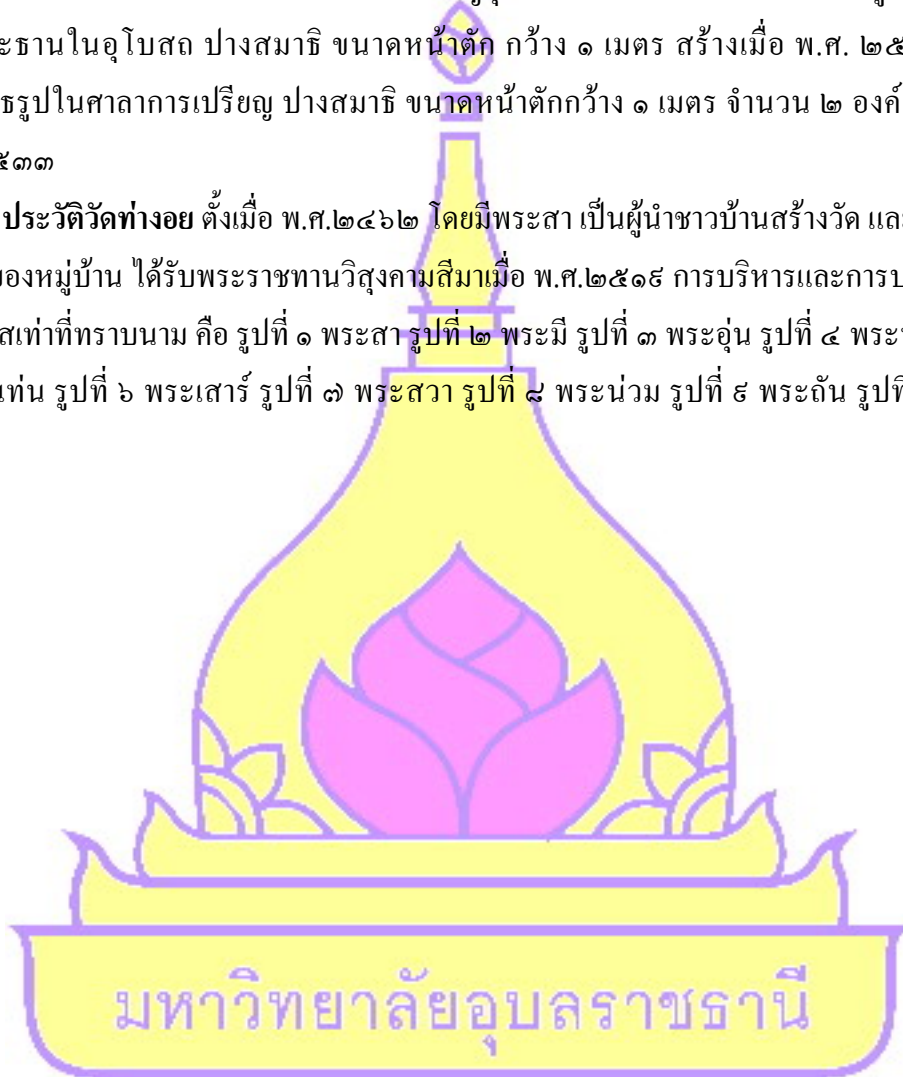 ะธานในอุโบสถ ปางสมาธิ ขนาดหน้าตัก กว้าง ๑ เมตร สร้างเมื่อ พ.ศ. ๒๕
ธรูปในศาลาการเปรียญ ปางสมาธิ ขนาดหน้าตักกว้าง ๑ เมตร จำนวน ๒ องค์
๕๓๓
ประวัติวัดท่างอย ตั้งเมื่อ พ.ศ.๒๔๖๒ โดยมีพระสา เป็นผู้นำชาวบ้านสร้างวัด และ
ของหมู่บ้าน ได้รับพระราชทานวิสุงคามสีมาเมื่อ พ.ศ.๒๕๑๙ การบริหารและการป
สเท่าที่ทราบนาม คือ รูปที่ ๑ พระสา รูปที่ ๒ พระมี รูปที่ ๓ พระอุ่น รูปที่ ๔ พระ
แท่น รูปที่ ๖ พระเสาร์ รูปที่ ๗ พระสวา รูปที่ ๘ พระน่วม รูปที่ ๙ พระถัน รูปที่
มหาวิทยาลัยอุบลราชธานี